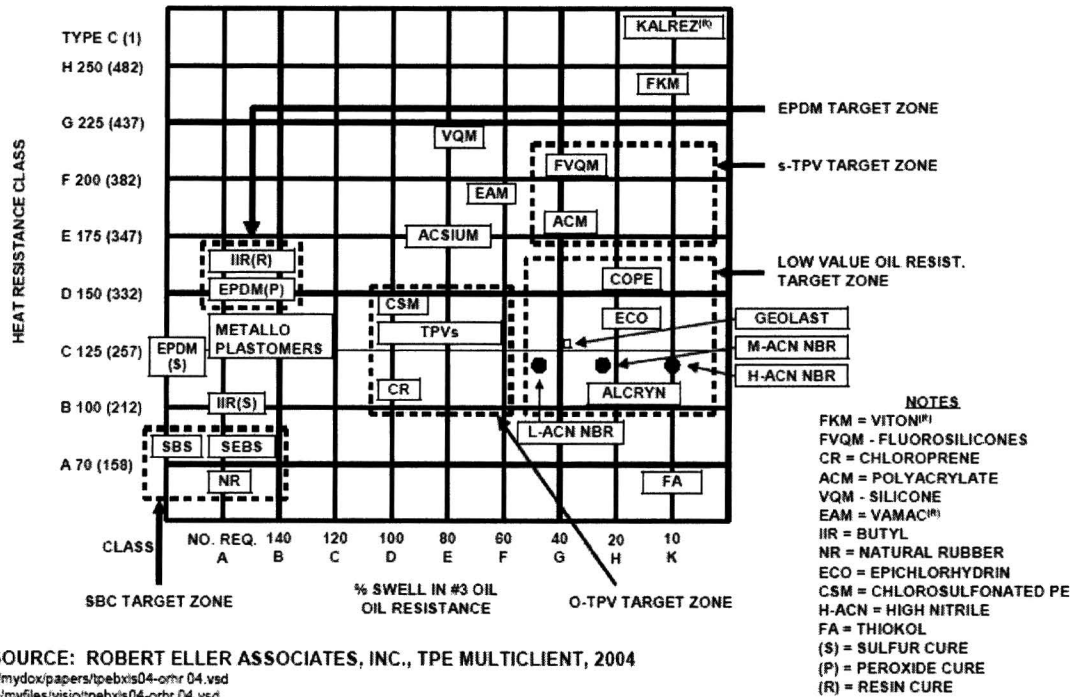 HEAT RESISTANCE CLASS
TYPE C (1)
H 250 (482)
G 225 (437)
F 200 (382)
E 175 (347)
D 150 (332)
C 125 (257)
B 100 (212)
A 70 (158)
KALREZ(R)
FKM
VQM
FVQM
EAM
ACM
ACSIUM
IIR(R)
EPDM(P)
COPE
CSM
ECO
METALLO
PLASTOMERS
TPVs
EPDM
(S)
CR
ALCRYN
IIR(S)
L-ACN NBR
SBS
SEBS
NR
FA
EPDM TARGET ZONE
s-TPV TARGET ZONE
LOW VALUE OIL RESIST.
TARGET ZONE
GEOLAST
M-ACN NBR
H-ACN NBR
CLASS
NO. REQ. 140 120 100 80 60 40 20 10
A B C D E F G H K
% SWELL IN #3 OIL
OIL RESISTANCE
SBC TARGET ZONE
O-TPV TARGET ZONE
NOTES
FKM = VITON(R)
FVQM - FLUOROSILICONES
CR = CHLOROPRENE
ACM = POLYACRYLATE
VQM - SILICONE
EAM = VAMAC(R)
IIR = BUTYL
NR = NATURAL RUBBER
ECO = EPICHLORHYDRIN
CSM = CHLOROSULFONATED PE
H-ACN = HIGH NITRILE
FA = THIOKOL
(S) = SULFUR CURE
(P) = PEROXIDE CURE
(R) = RESIN CURE
SOURCE: ROBERT ELLER ASSOCIATES, INC., TPE MULTICLIENT, 2004
/mydox/papers/tpebxls04-orhr 04.vsd